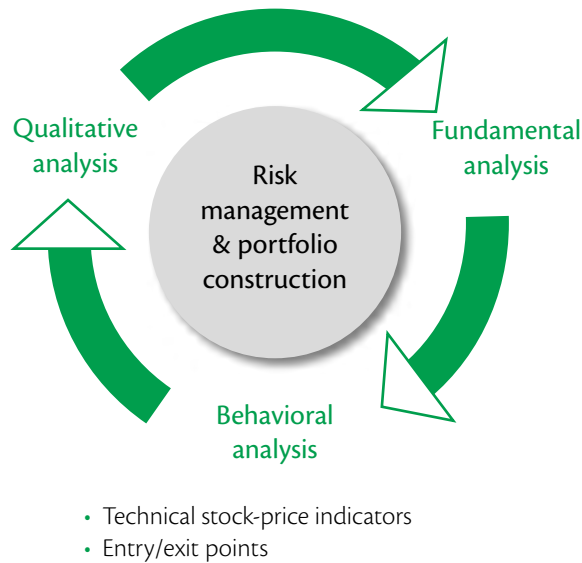 Qualitative
analysis
Fundamental
analysis
Risk
management
& portfolio
construction
Behavioral
analysis
• Technical stock-price indicators
• Entry/exit points